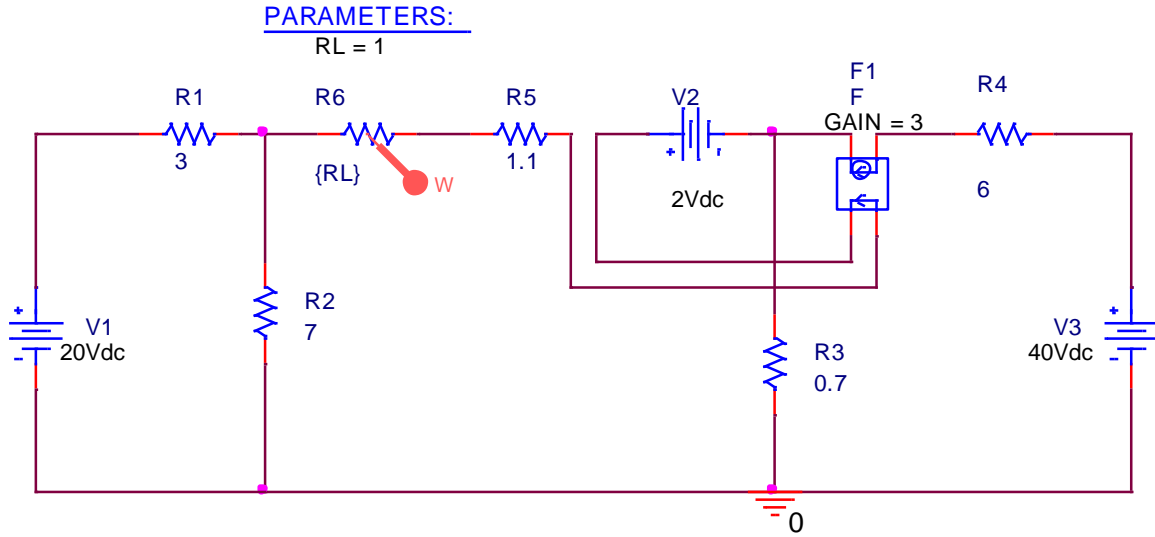 PARAMETERS:
RL = 1
R1
3
R6
{RL}
W
R5
1.1
V2
+
2Vdc
F1
F
GAIN = 3
R4
6
+
V1
20Vdc
-
R2
7
R3
0.7
+
V3
40Vdc
-
0